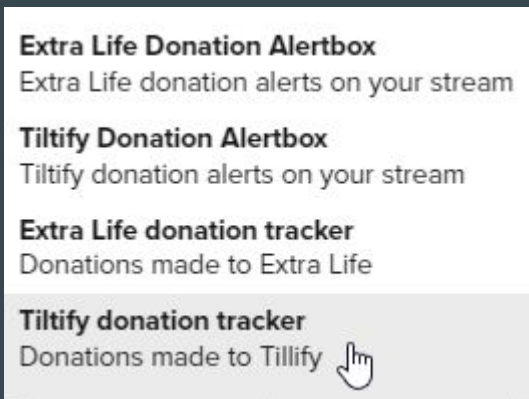 Extra Life Donation Alertbox
Extra Life donation alerts on your stream
Tiltify Donation Alertbox
Tiltify donation alerts on your stream
Extra Life donation tracker
Donations made to Extra Life
Tiltify donation tracker
Donations made to Tillify